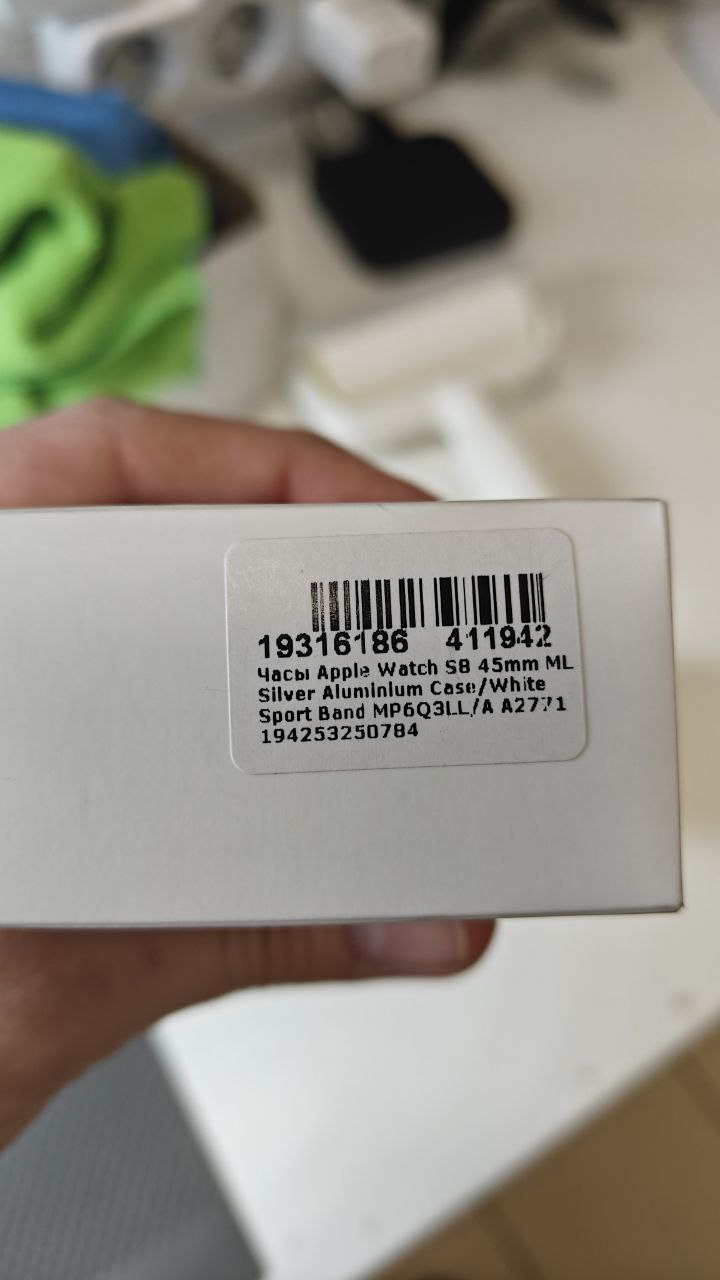 19316186 411942
Часы Apple Watch S8 45mm ML
Silver Aluminium Case/White
Sport Band MP6Q3LL/A A2771
194253250784